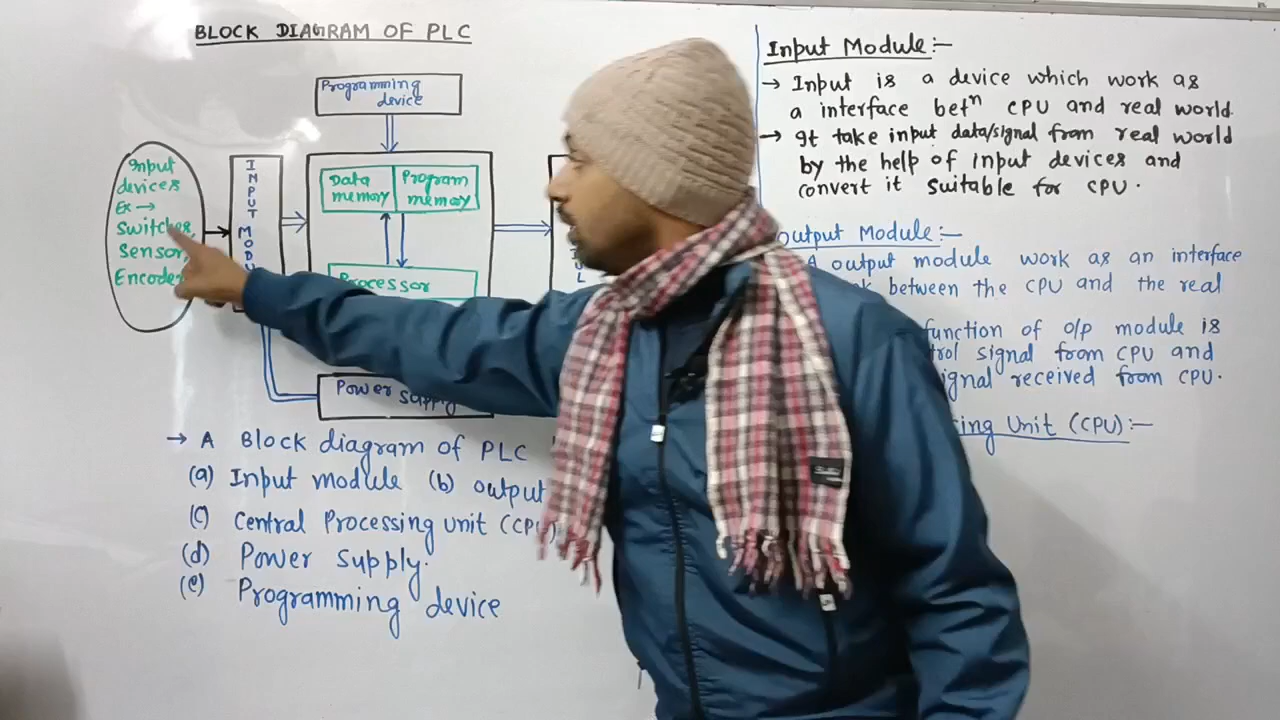 BLOCK DIAGRAM OF PLC
Programming
device
Input
devices
Ex →
Switches,
Sensor,
Encoder
INPUT MODU
Data
memory
Program
memory
Processor
UL
Power supply
→ A Block diagram of PLC
(a) Input module (b) output
(c) Central Processing unit (CPU)
(d) Power supply.
(e) Programming device
Input Module:-
→ Input is a device which work as
a interface betⁿ CPU and real world
→ It take input data/signal from real world
by the help of input devices and
convert it suitable for CPU.
Output Module:-
A output module work as an interface
between the CPU and the real
function of o/p module is
signal from CPU and
received from CPU.
Unit (CPU):-